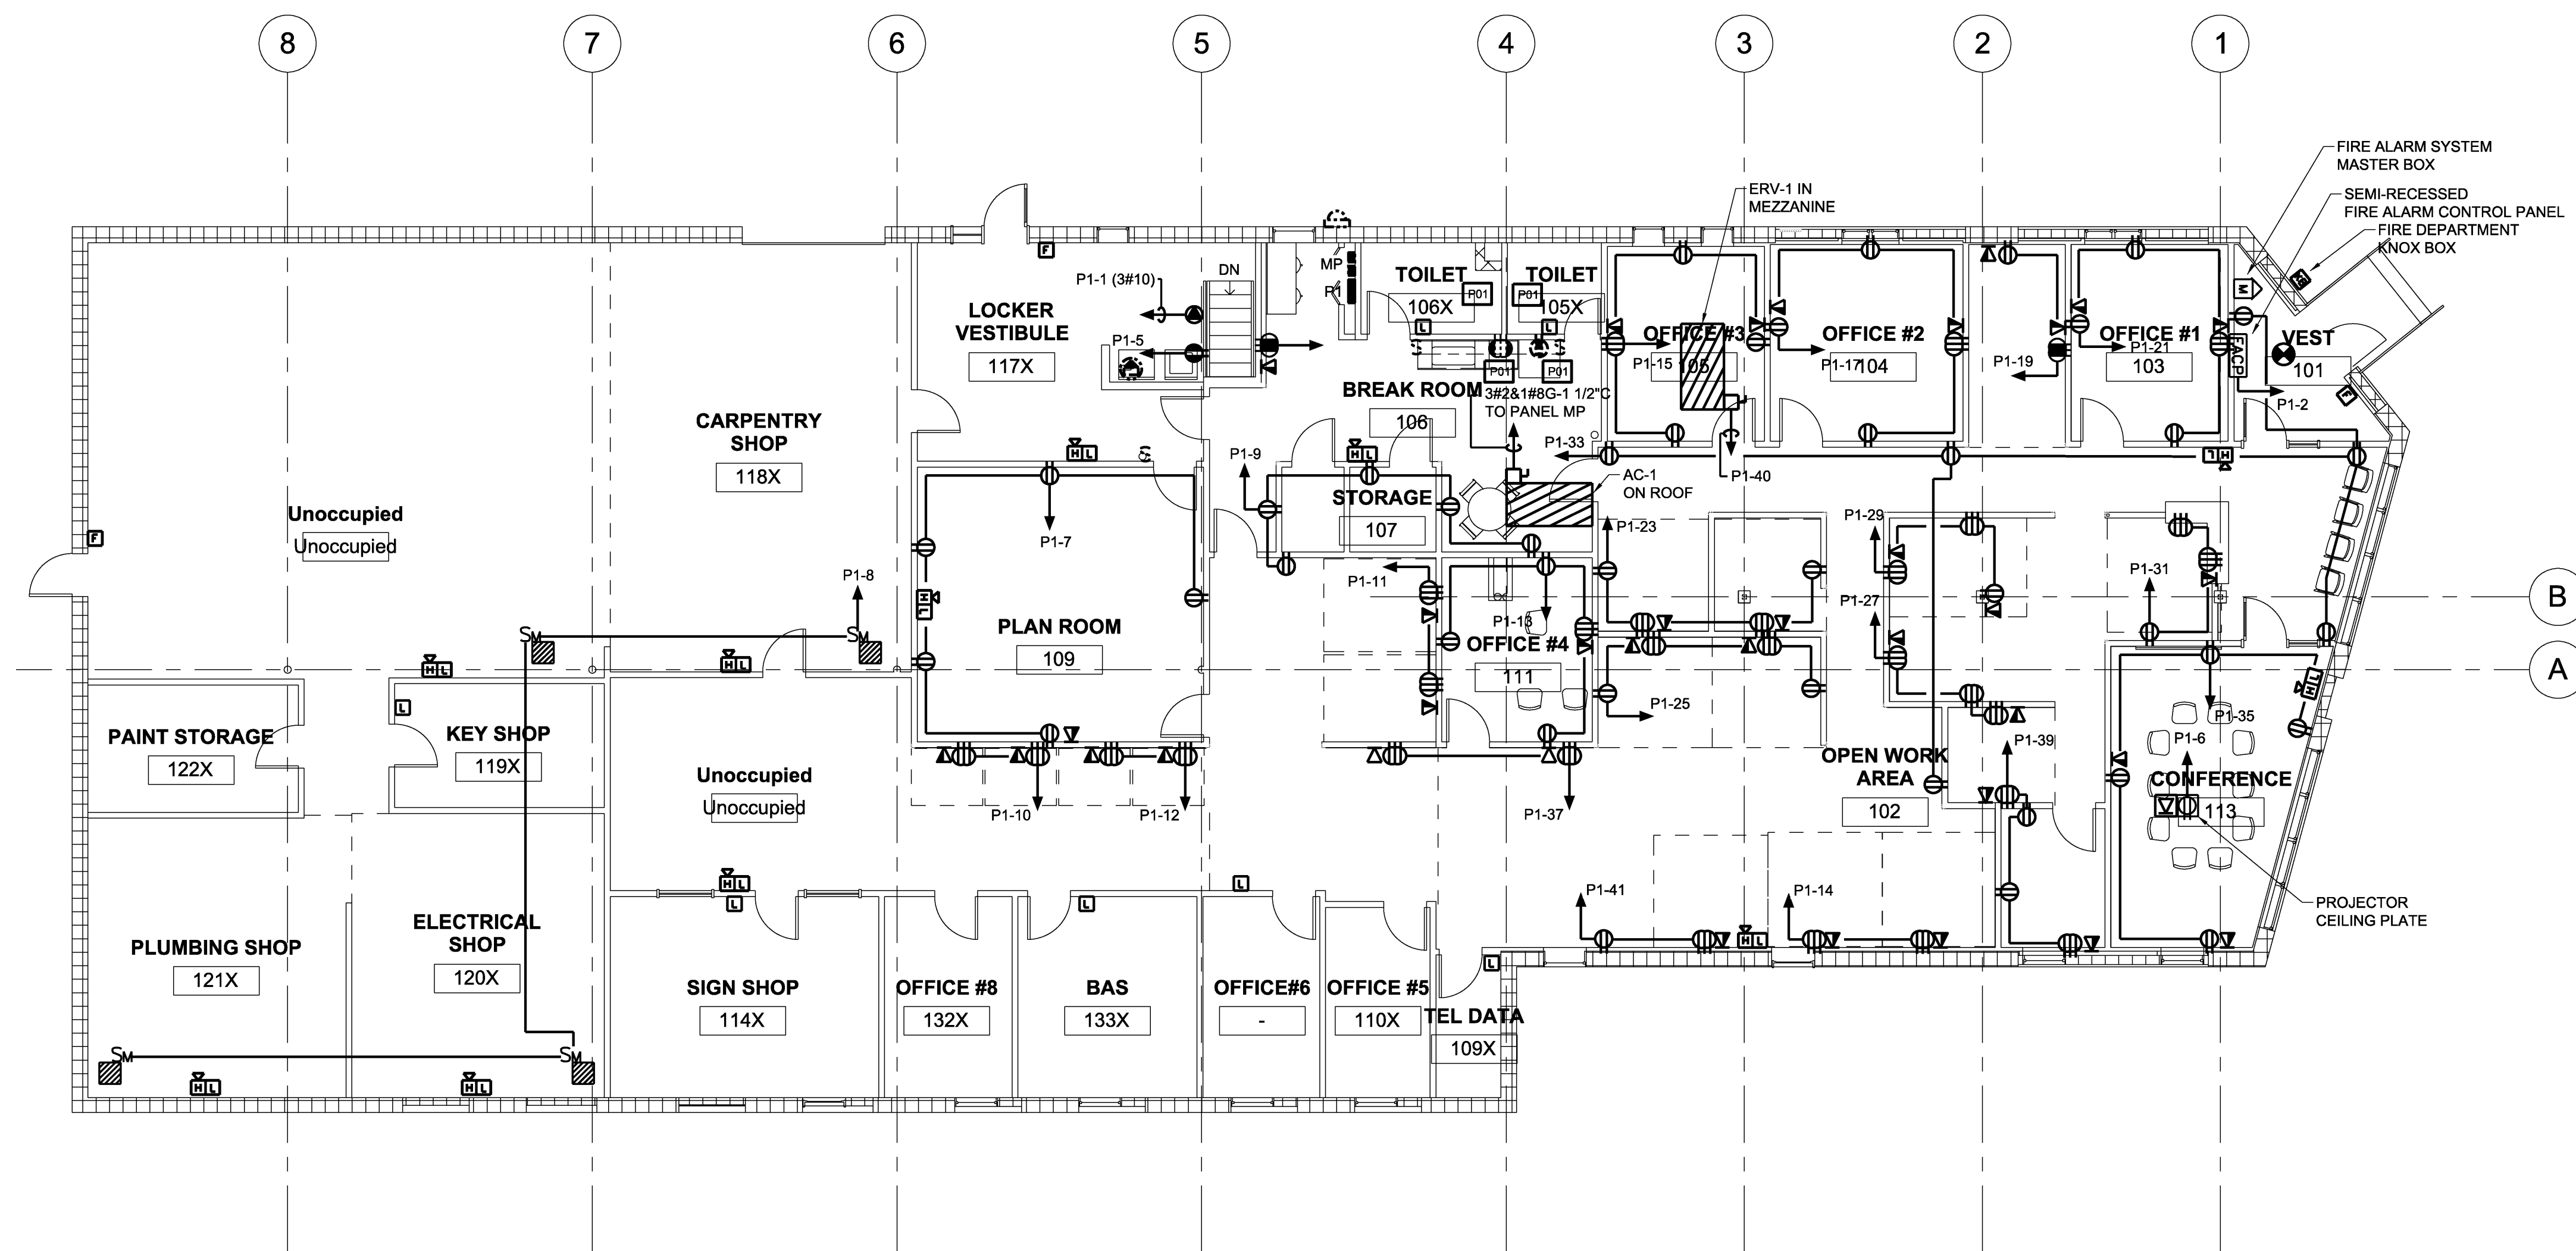 8
7
6
5
4
3
2
1
FIRE ALARM SYSTEM
MASTER BOX
SEMI-RECESSED
FIRE ALARM CONTROL PANEL
FIRE DEPARTMENT
KNOX BOX
ERV-1 IN
MEZZANINE
F
P1-1 (3#10)
DN
MP
P1
TOILET
106X
P01
TOILET
105X
P01
L
L
KB
M
LOCKER
VESTIBULE
117X
P1-5
OFFICE #3
105
P1-15
OFFICE #2
104
P1-17
P1-19
OFFICE #1
103
P1-21
FACP
VEST
101
P1-2
F
P01
P01
BREAK ROOM
106
3#2&1#8G-1 1/2"C
TO PANEL MP
CARPENTRY
SHOP
118X
H L
H L
P1-9
P1-33
P1-40
H L
AC-1
ON ROOF
STORAGE
107
Unoccupied
Unoccupied
F
P1-7
P1-23
P1-29
P1-8
P1-11
P1-31
B
H L
P1-27
P1-13
SM
SM
PLAN ROOM
109
OFFICE #4
111
H L
H L
A
H L
P1-25
P1-35
L
PAINT STORAGE
122X
KEY SHOP
119X
P1-39
P1-6
Unoccupied
Unoccupied
OPEN WORK
AREA
102
CONFERENCE
113
P1-10
P1-12
P1-37
H L
L
L
L
P1-41
P1-14
PROJECTOR
CEILING PLATE
H L
PLUMBING SHOP
121X
ELECTRICAL
SHOP
120X
L
SIGN SHOP
114X
OFFICE #8
132X
BAS
133X
OFFICE#6
-
OFFICE #5
110X
TEL DATA
109X
SM
SM
H L
H L